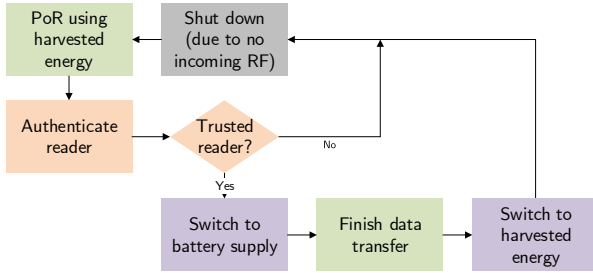 PoR using
harvested
energy
Shut down
(due to no
incoming RF)
Authenticate
reader
Trusted
reader?
No
Yes
Switch to
battery supply
Finish data
transfer
Switch to
harvested
energy